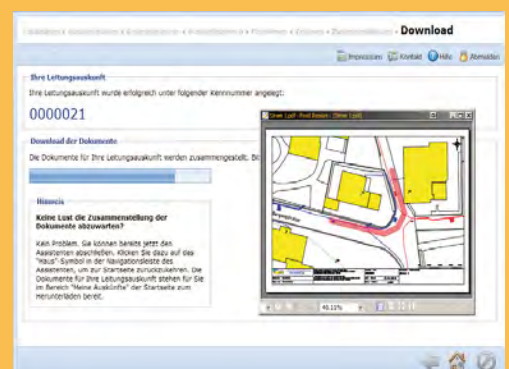 Download
Impressum Kontakt Hilfe Abmelden
Ihre Leitungsauskunft
Ihre Leitungsauskunft wurde erfolgreich unter folgender Kennnummer angelegt:
0000021
Download der Dokumente
Die Dokumente für Ihre Leitungsauskunft werden zusammengestellt.
Hinweis
Keine Lust die Zusammenstellung der
Dokumente abzuwarten?
Kein Problem. Sie können bereits jetzt den
Assistenten abschließen. Klicken Sie dazu auf das
"Haus"-Symbol in der Navigationsleiste des
Assistenten, um zur Startseite zurückzukehren. Die
Dokumente für Ihre Leitungsauskunft stehen für Sie
im Bereich "Meine Auskünfte" der Startseite zum
Herunterladen bereit.